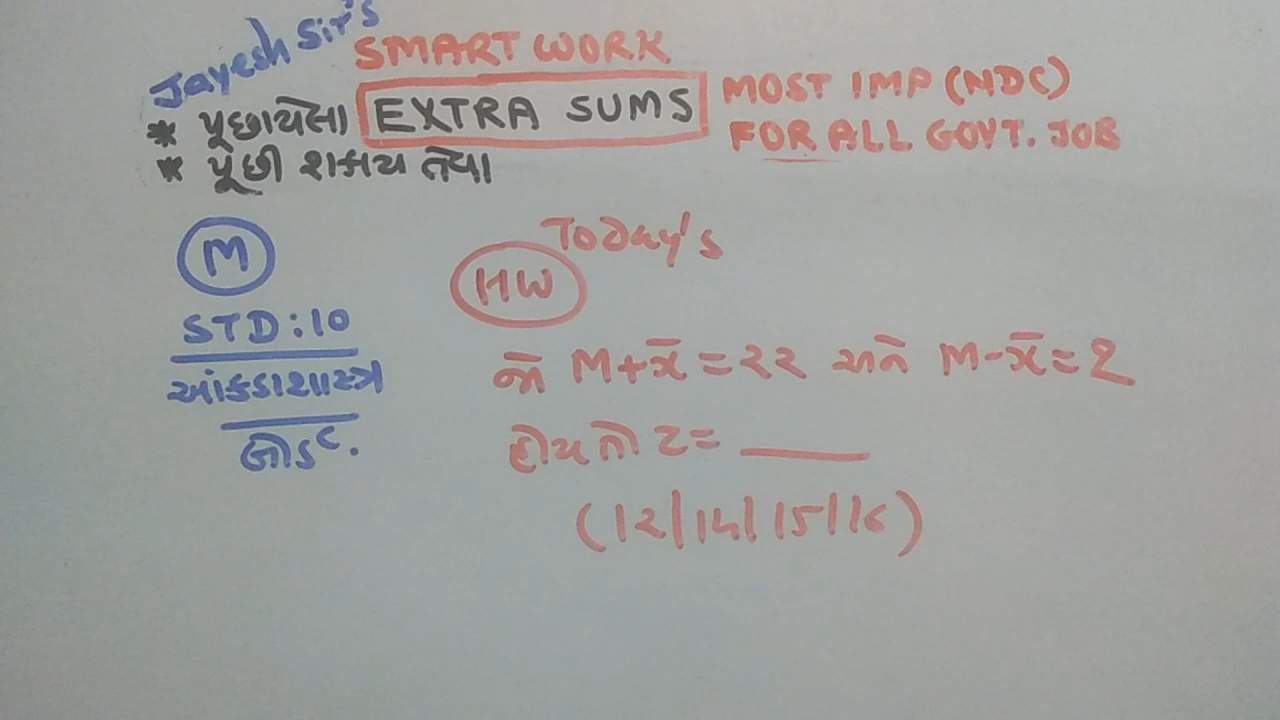 Jayesh Sir's
SMART WORK
* પૂછાયેલા EXTRA SUMS
* પૂછી શકાય તેવા
MOST IMP (MDC)
FOR ALL GOVT. JOB
M
STD:10
આંકડાશાસ્ત્ર
બોર્ડ.
Today's
HW
જો M+x̄=૨૨ અને M-x̄=2
હોય તો Z= ____
(12/14/15/16)